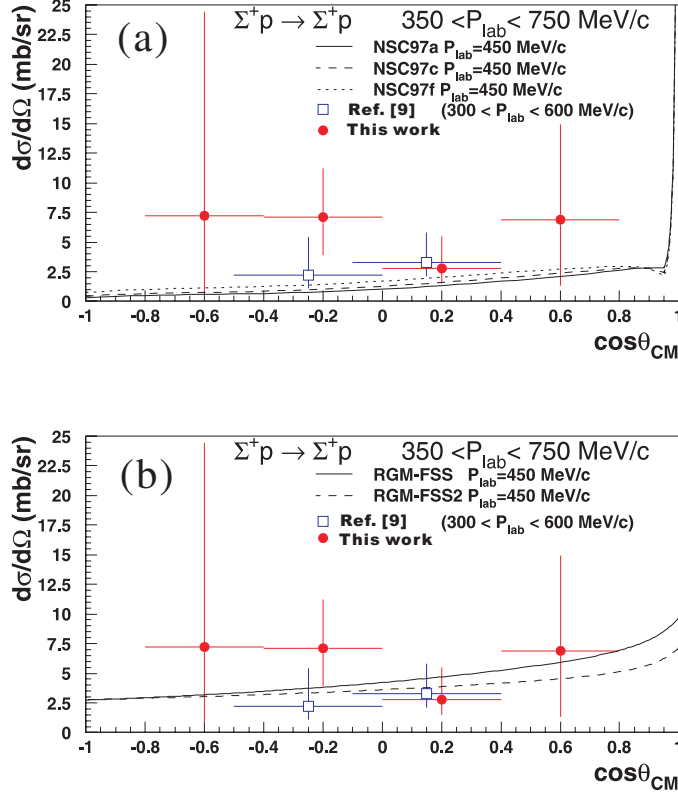 (a)
Σ⁺p → Σ⁺p 350 <P_lab< 750 MeV/c
NSC97a P_lab=450 MeV/c
NSC97c P_lab=450 MeV/c
NSC97f P_lab=450 MeV/c
Ref. [9] (300 < P_lab < 600 MeV/c)
This work
dσ/dΩ (mb/sr)
25
22.5
20
17.5
15
12.5
10
7.5
5
2.5
0
-1 -0.8 -0.6 -0.4 -0.2 0 0.2 0.4 0.6 0.8 1
cosθ_CM
(b)
Σ⁺p → Σ⁺p 350 <P_lab< 750 MeV/c
RGM-FSS P_lab=450 MeV/c
RGM-FSS2 P_lab=450 MeV/c
Ref. [9] (300 < P_lab < 600 MeV/c)
This work
dσ/dΩ (mb/sr)
25
22.5
20
17.5
15
12.5
10
7.5
5
2.5
0
-1 -0.8 -0.6 -0.4 -0.2 0 0.2 0.4 0.6 0.8 1
cosθ_CM